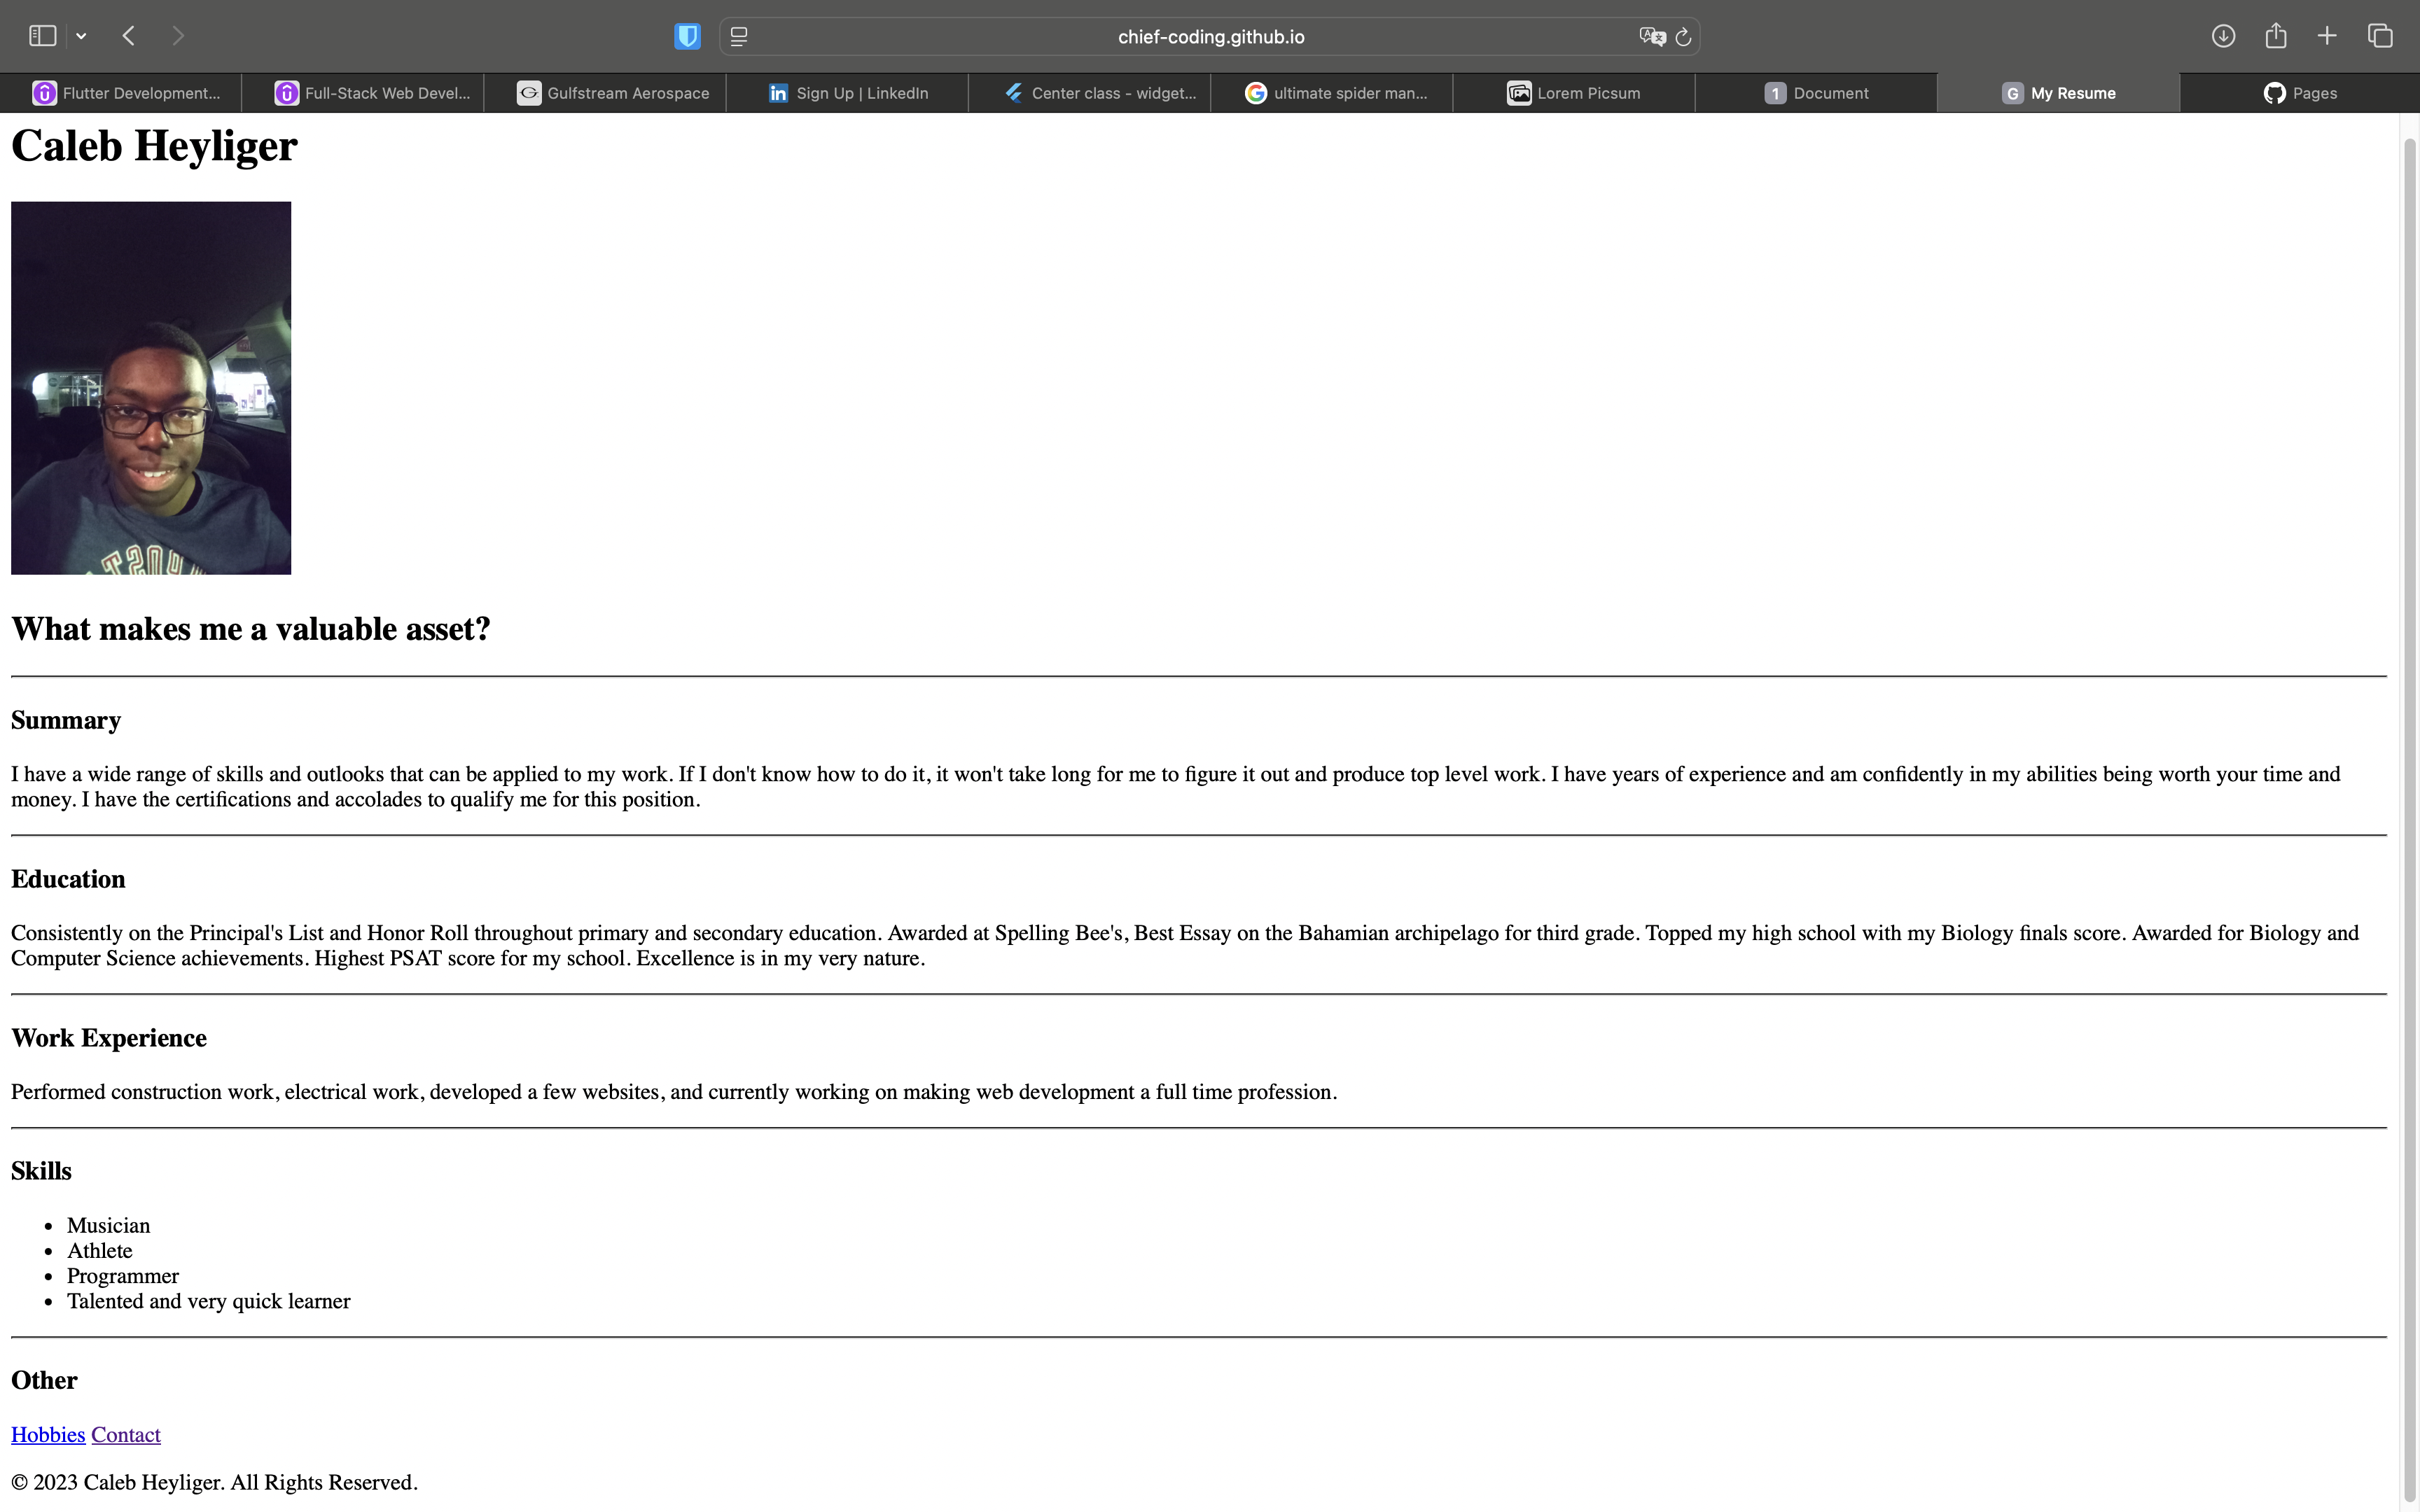 chief-coding.github.io
Flutter Development...
Full-Stack Web Devel...
Gulfstream Aerospace
in Sign Up | LinkedIn
Center class - widget...
G ultimate spider man...
Lorem Picsum
1 Document
G My Resume
Pages
Caleb Heyliger
What makes me a valuable asset?
Summary
I have a wide range of skills and outlooks that can be applied to my work. If I don't know how to do it, it won't take long for me to figure it out and produce top level work. I have years of experience and am confidently in my abilities being worth your time and
money. I have the certifications and accolades to qualify me for this position.
Education
Consistently on the Principal's List and Honor Roll throughout primary and secondary education. Awarded at Spelling Bee's, Best Essay on the Bahamian archipelago for third grade. Topped my high school with my Biology finals score. Awarded for Biology and
Computer Science achievements. Highest PSAT score for my school. Excellence is in my very nature.
Work Experience
Performed construction work, electrical work, developed a few websites, and currently working on making web development a full time profession.
Skills
• Musician
• Athlete
• Programmer
• Talented and very quick learner
Other
Hobbies Contact
© 2023 Caleb Heyliger. All Rights Reserved.